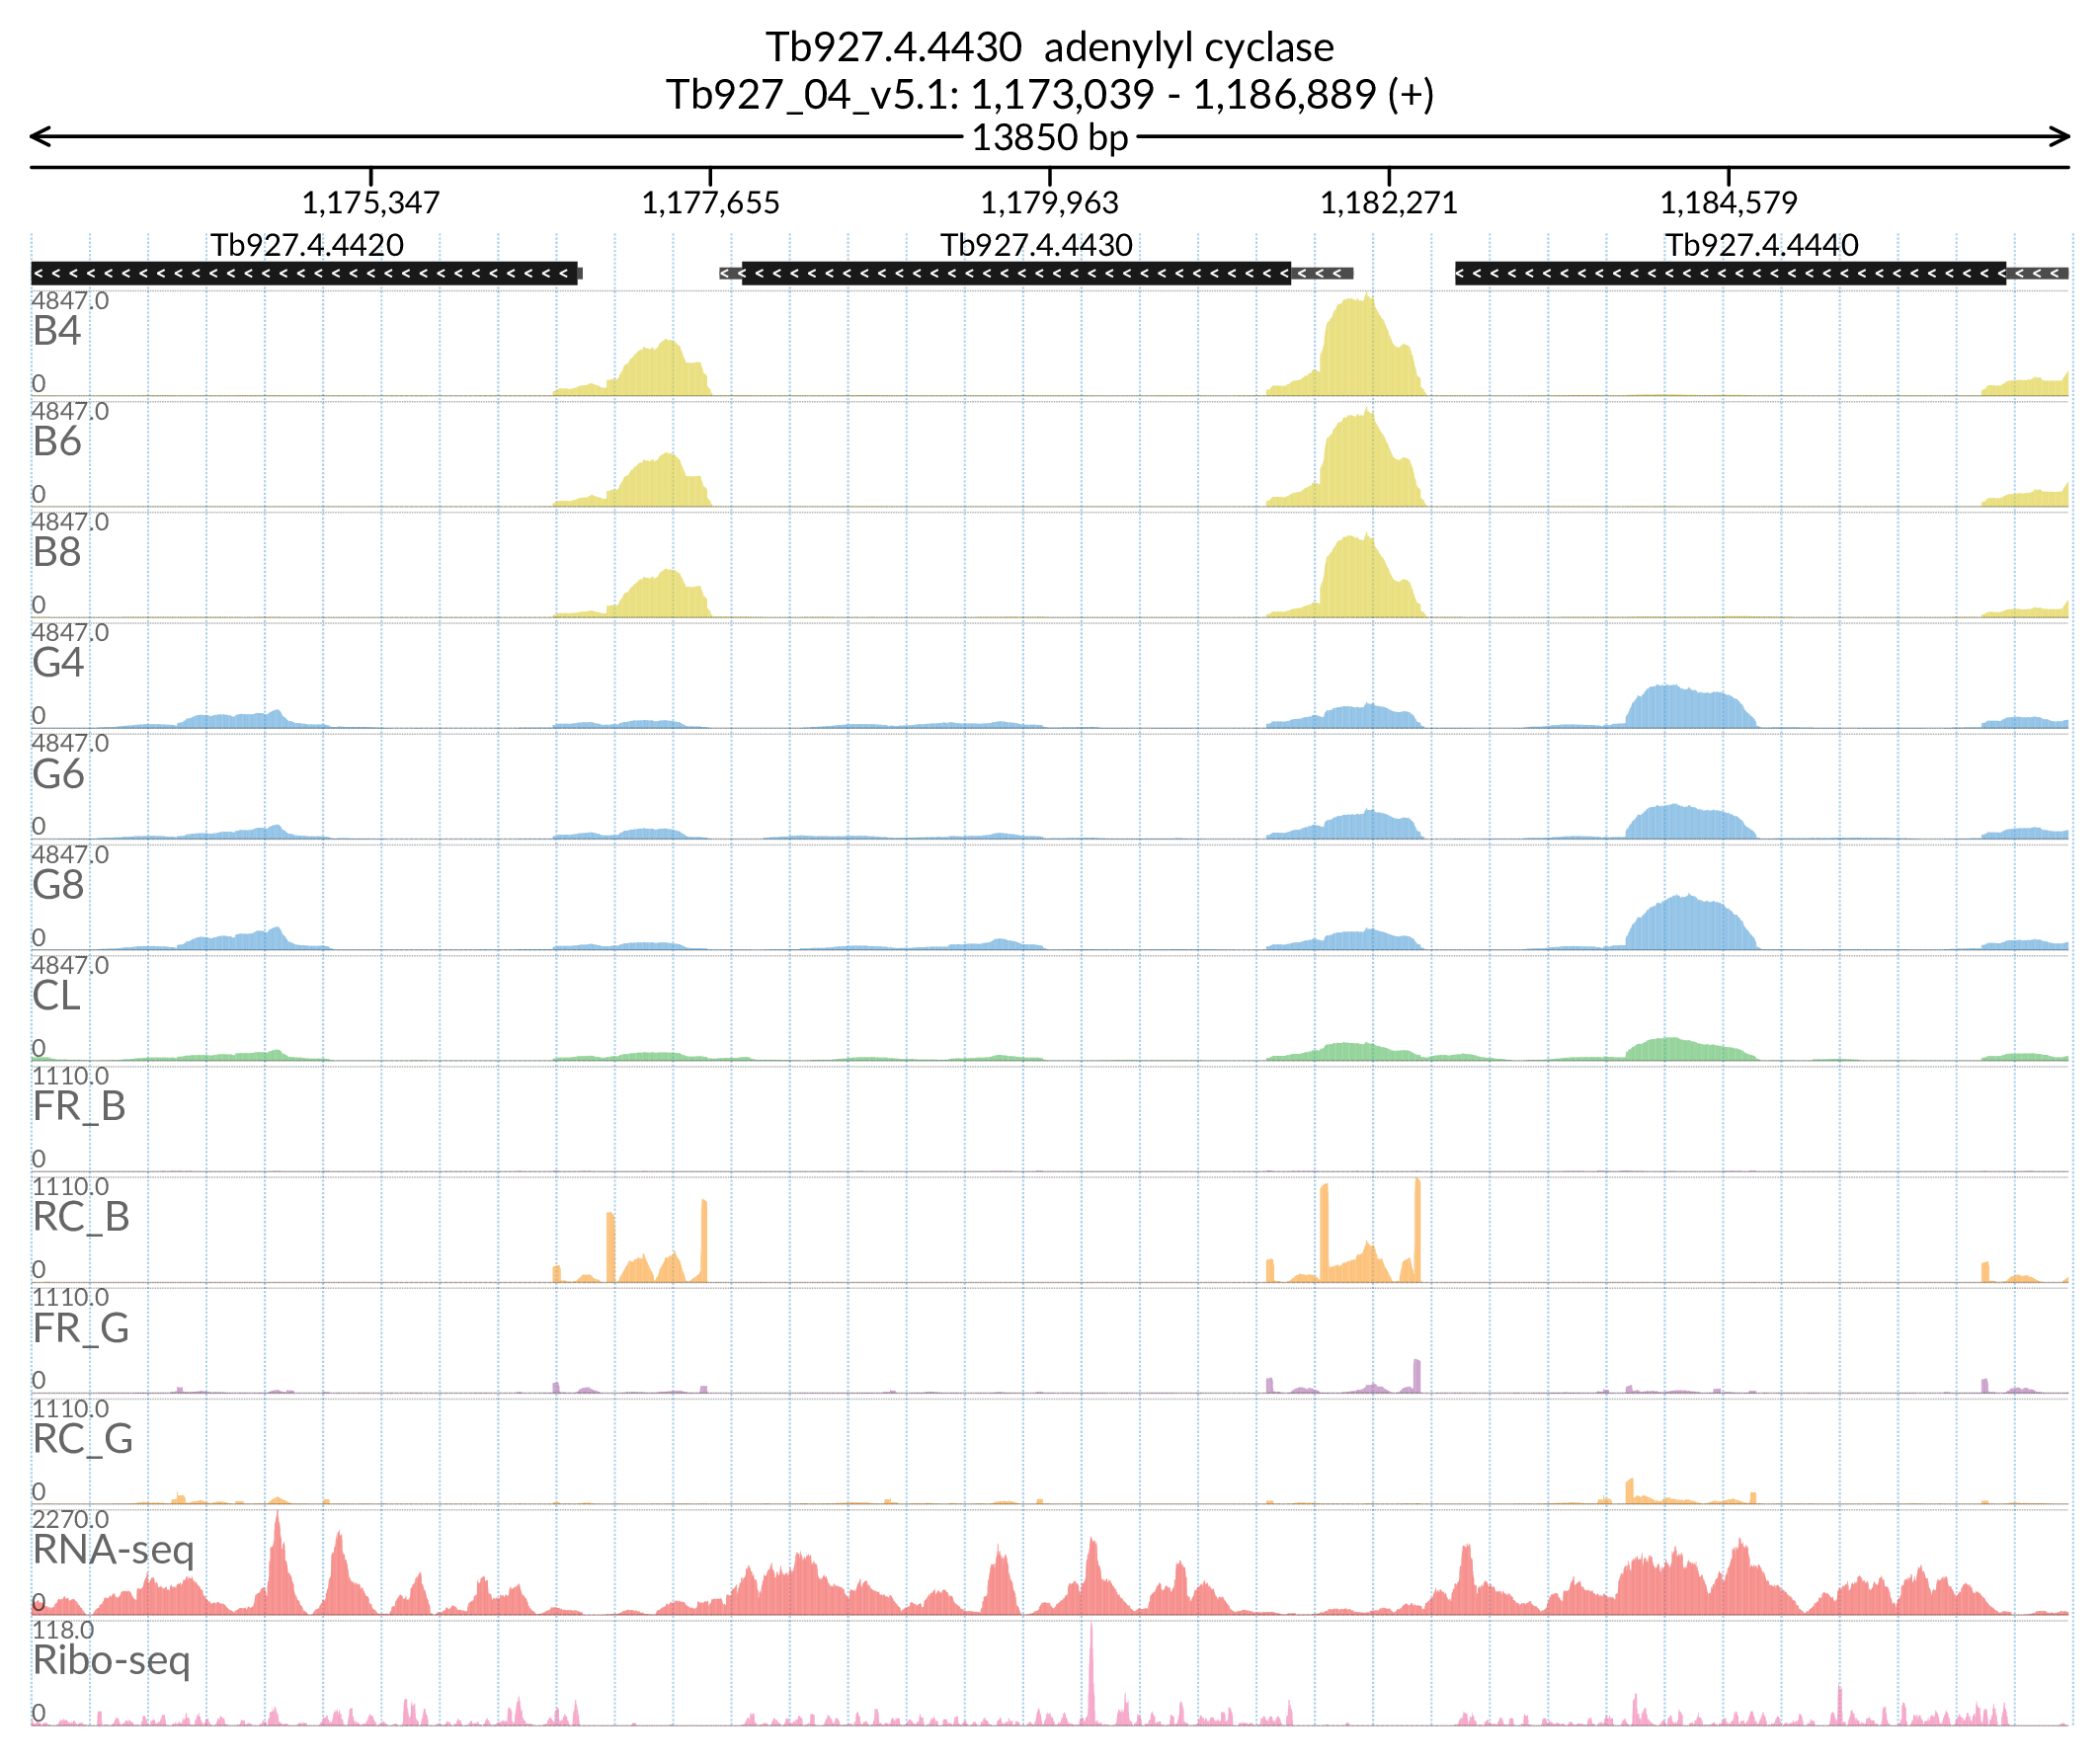 Tb927.4.4430  adenylyl cyclase
Tb927_04_v5.1: 1,173,039 - 1,186,889 (+)
13850 bp
1,175,347 1,177,655 1,179,963 1,182,271 1,184,579
Tb927.4.4420 Tb927.4.4430 Tb927.4.4440
4847.0
B4
0
4847.0
B6
0
4847.0
B8
0
4847.0
G4
0
4847.0
G6
0
4847.0
G8
0
4847.0
CL
0
1110.0
FR_B
0
1110.0
RC_B
0
1110.0
FR_G
0
1110.0
RC_G
0
2270.0
RNA-seq
0
118.0
Ribo-seq
0